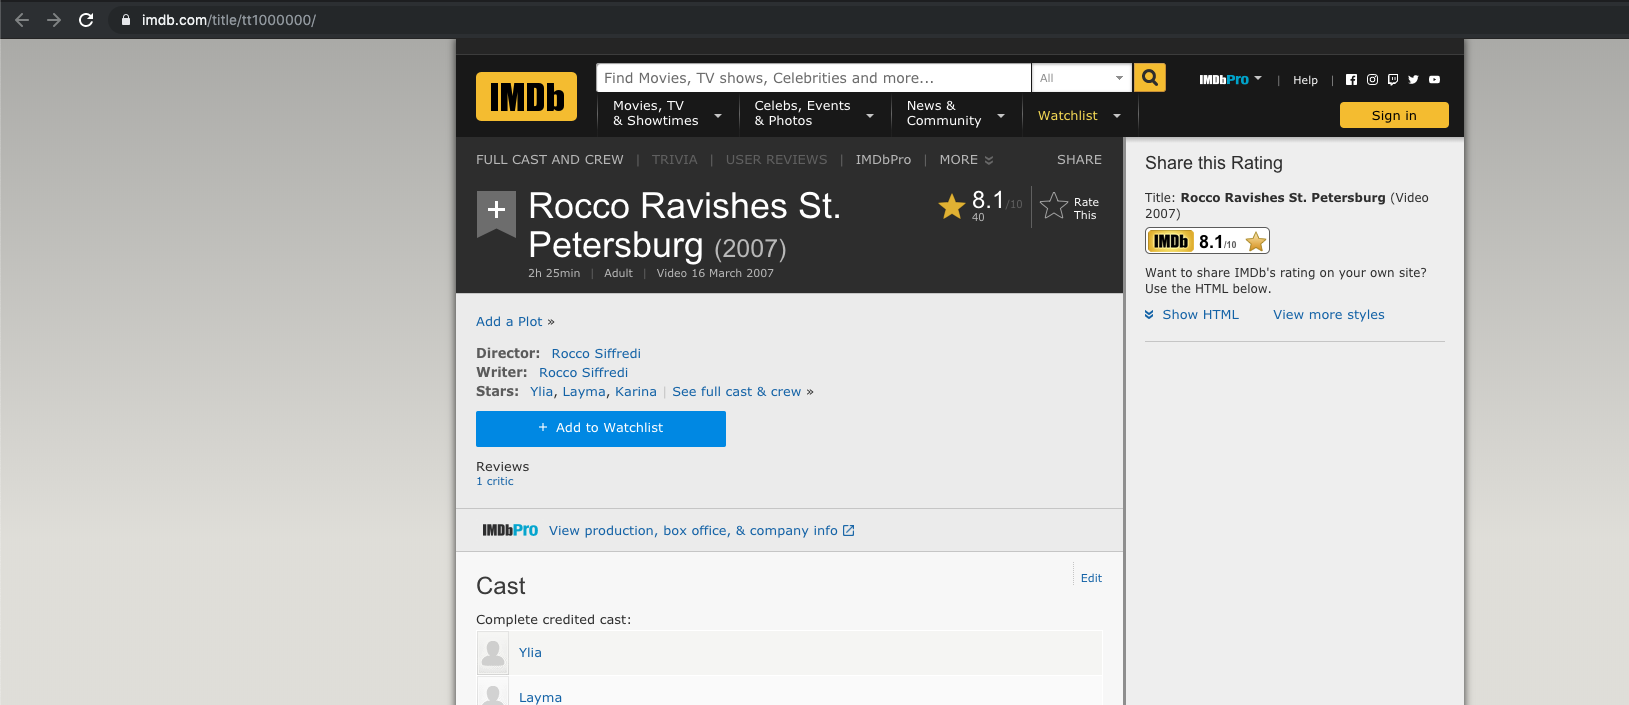 imdb.com/title/tt1000000/
IMDb
Find Movies, TV shows, Celebrities and more...
All
IMDbPro | Help |
Movies, TV
& Showtimes
Celebs, Events
& Photos
News &
Community
Watchlist
Sign in
FULL CAST AND CREW | TRIVIA | USER REVIEWS | IMDbPro | MORE
SHARE
+ Rocco Ravishes St.
Petersburg (2007)
2h 25min | Adult | Video 16 March 2007
8.1/10
40
Rate
This
Add a Plot »
Director: Rocco Siffredi
Writer: Rocco Siffredi
Stars: Ylia, Layma, Karina | See full cast & crew »
+ Add to Watchlist
Reviews
1 critic
IMDbPro View production, box office, & company info
Cast
Edit
Complete credited cast:
Ylia
Layma
Share this Rating
Title: Rocco Ravishes St. Petersburg (Video
2007)
IMDb 8.1/10
Want to share IMDb's rating on your own site?
Use the HTML below.
Show HTML View more styles